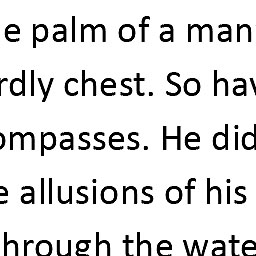 e palm of a man
rdly chest. So hav
ompasses. He did
e allusions of his
hrough the wate